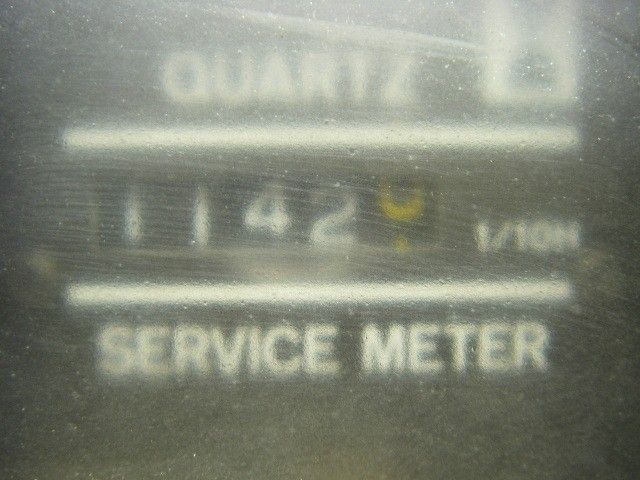 QUARTZ
1142
1/10H
SERVICE METER